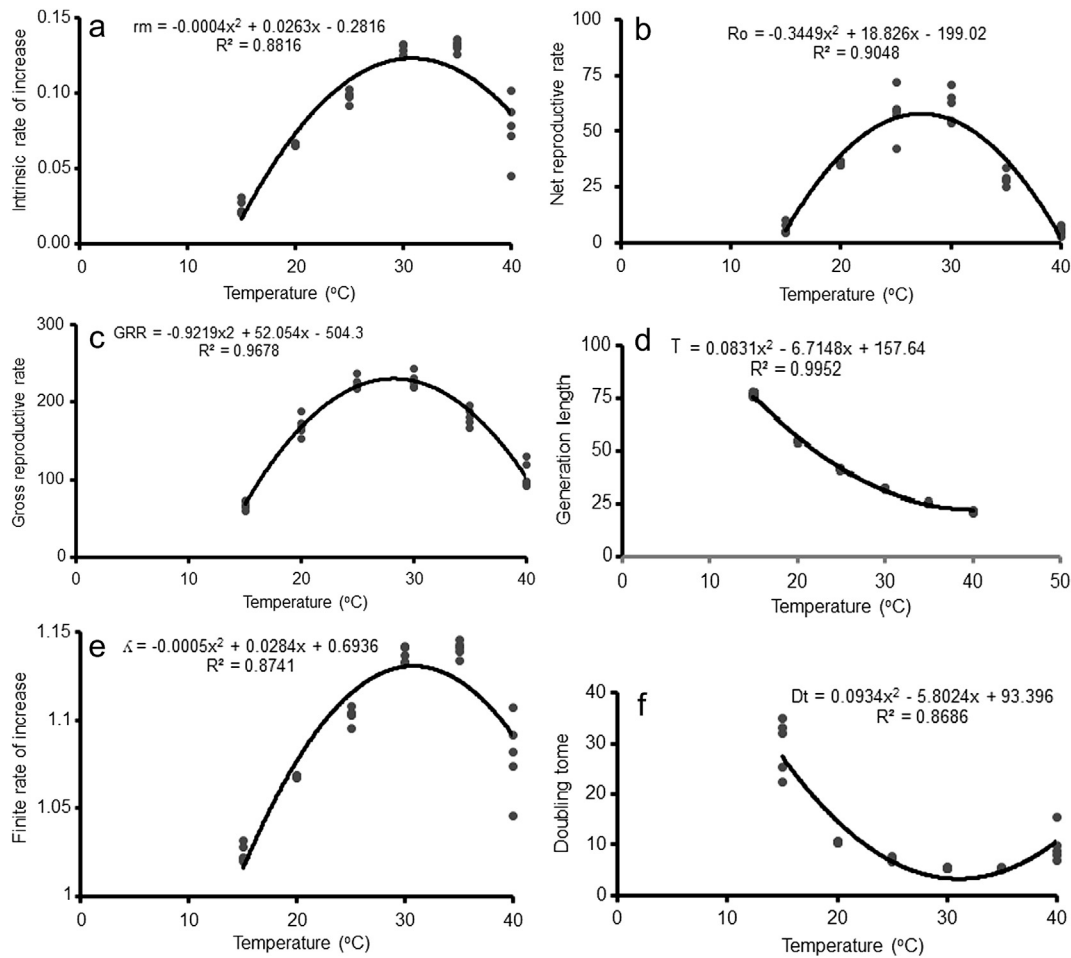 a
rm = -0.0004x² + 0.0263x - 0.2816
R² = 0.8816
Intrinsic rate of increase
0.15
0.10
0.05
0.00
0 10 20 30 40
Temperature (ºC)
b
Ro = -0.3449x² + 18.826x - 199.02
R² = 0.9048
Net reproductive rate
100
75
50
25
0
0 10 20 30 40
Temperature (ºC)
c
GRR = -0.9219x2 + 52.054x - 504.3
R² = 0.9678
Gross reproductive rate
300
200
100
0
0 10 20 30 40
Temperature (ºC)
d
T = 0.0831x² - 6.7148x + 157.64
R² = 0.9952
Generation length
100
75
50
25
0
0 10 20 30 40 50
Temperature (ºC)
e
= -0.0005x² + 0.0284x + 0.6936
R² = 0.8741
Finite rate of increase
1.15
1.1
1.05
1
0 10 20 30 40
Temperature (ºC)
f
Dt = 0.0934x² - 5.8024x + 93.396
R² = 0.8686
Doubling tome
40
30
20
10
0
0 10 20 30 40
Temperature (ºC)